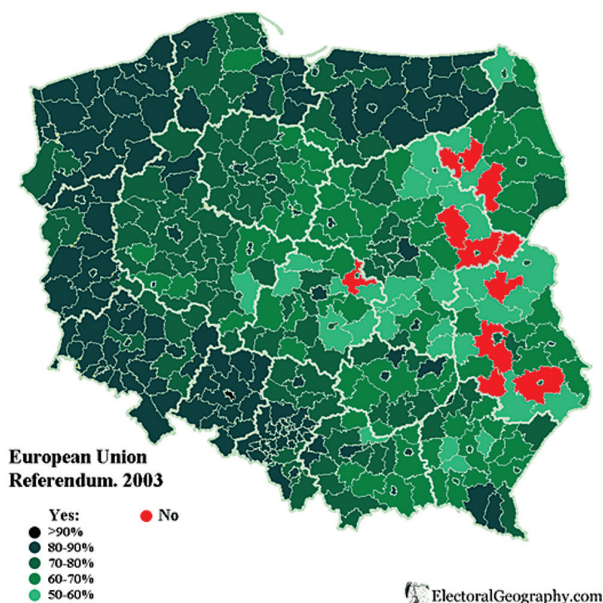 European Union
Referendum. 2003
Yes:
No
>90%
80-90%
70-80%
60-70%
50-60%
ElectoralGeography.com